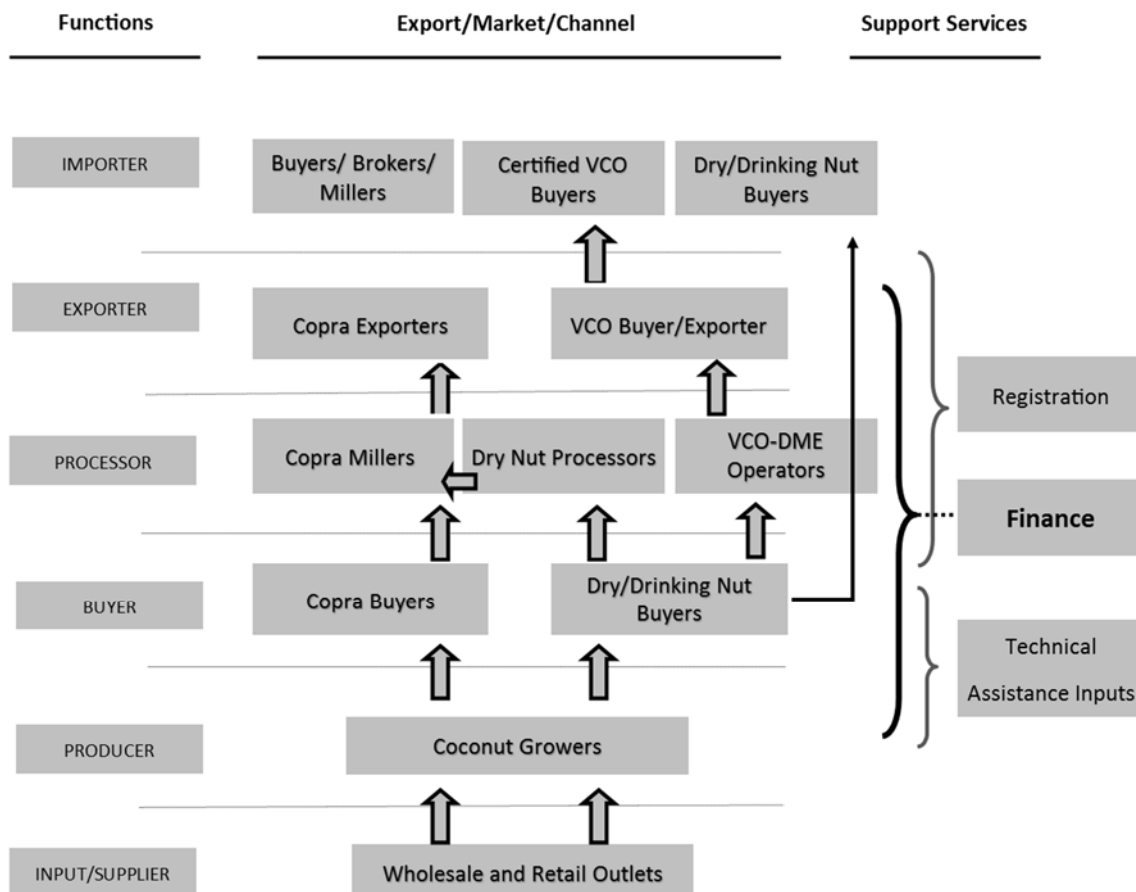 Functions
Export/Market/Channel
Support Services
IMPORTER
Buyers/ Brokers/
Millers
Certified VCO
Buyers
Dry/Drinking Nut
Buyers
EXPORTER
Copra Exporters
VCO Buyer/Exporter
Registration
PROCESSOR
Copra Millers
Dry Nut Processors
VCO-DME
Operators
Finance
BUYER
Copra Buyers
Dry/Drinking Nut
Buyers
Technical
Assistance Inputs
PRODUCER
Coconut Growers
INPUT/SUPPLIER
Wholesale and Retail Outlets